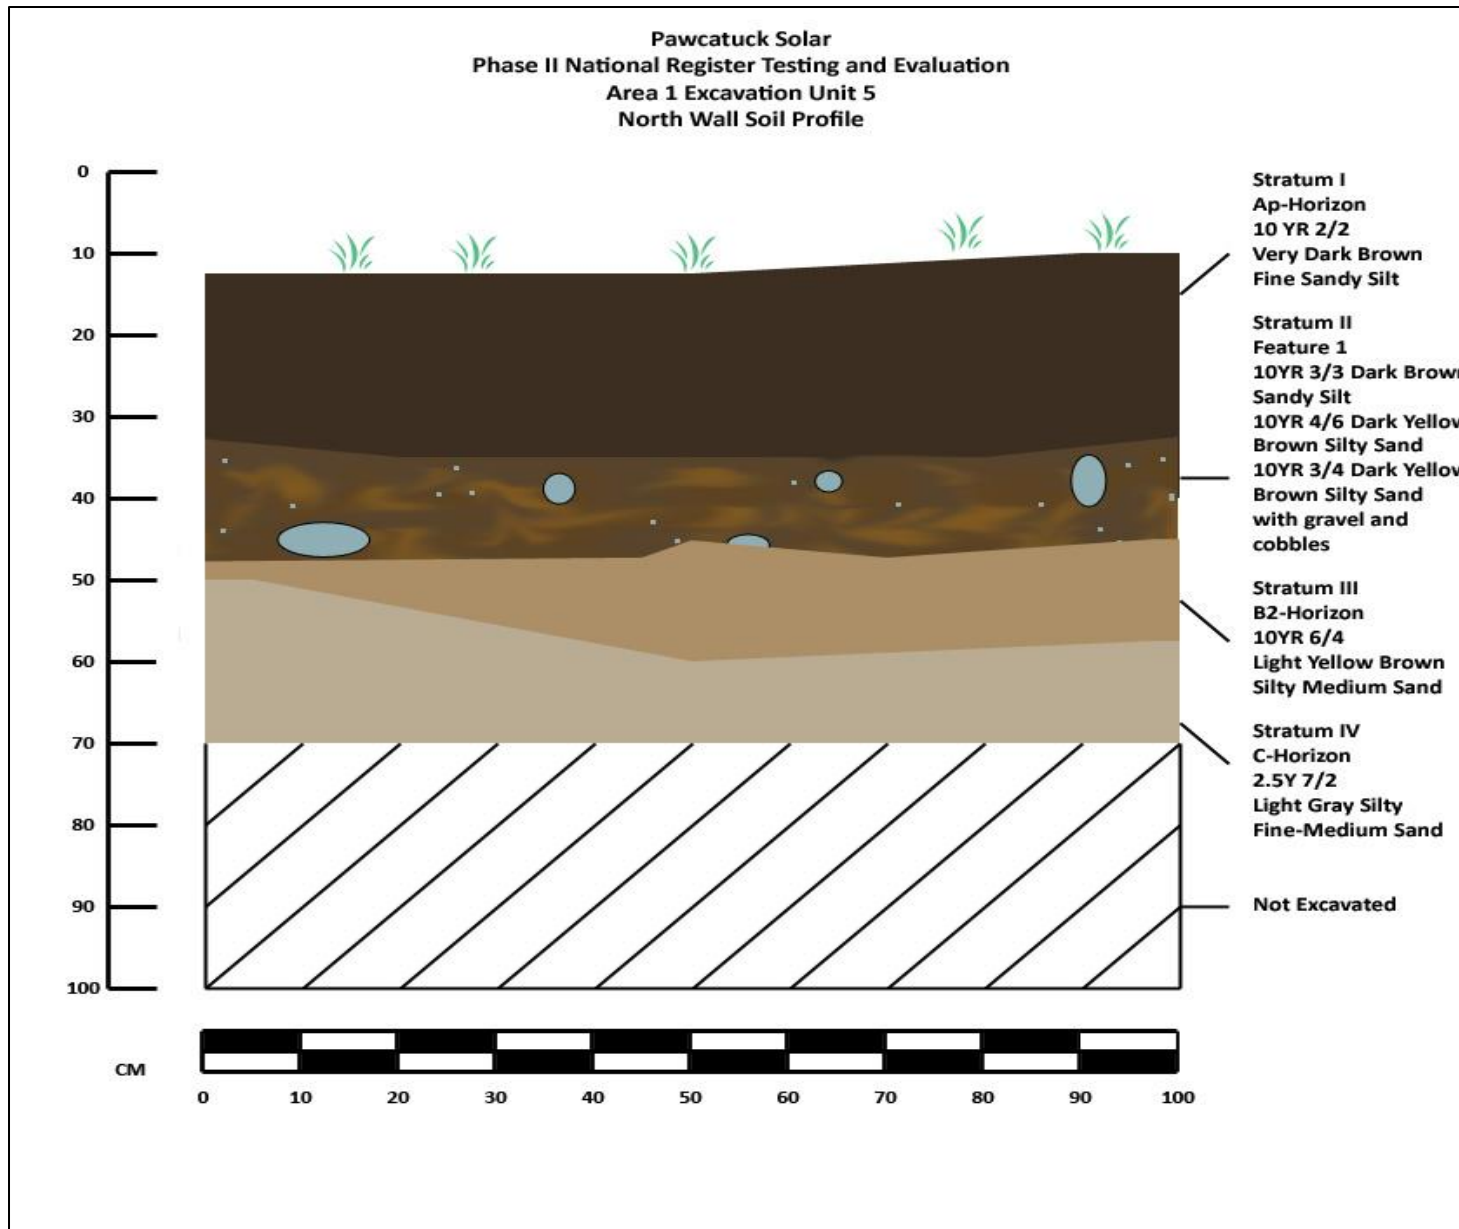 Pawcatuck Solar
Phase II National Register Testing and Evaluation
Area 1 Excavation Unit 5
North Wall Soil Profile
0
10
20
30
40
50
60
70
80
90
100
Stratum I
Ap-Horizon
10 YR 2/2
Very Dark Brown
Fine Sandy Silt
Stratum II
Feature 1
10YR 3/3 Dark Brown
Sandy Silt
10YR 4/6 Dark Yellow
Brown Silty Sand
10YR 3/4 Dark Yellow
Brown Silty Sand
with gravel and
cobbles
Stratum III
B2-Horizon
10YR 6/4
Light Yellow Brown
Silty Medium Sand
Stratum IV
C-Horizon
2.5Y 7/2
Light Gray Silty
Fine-Medium Sand
Not Excavated
CM
0 10 20 30 40 50 60 70 80 90 100